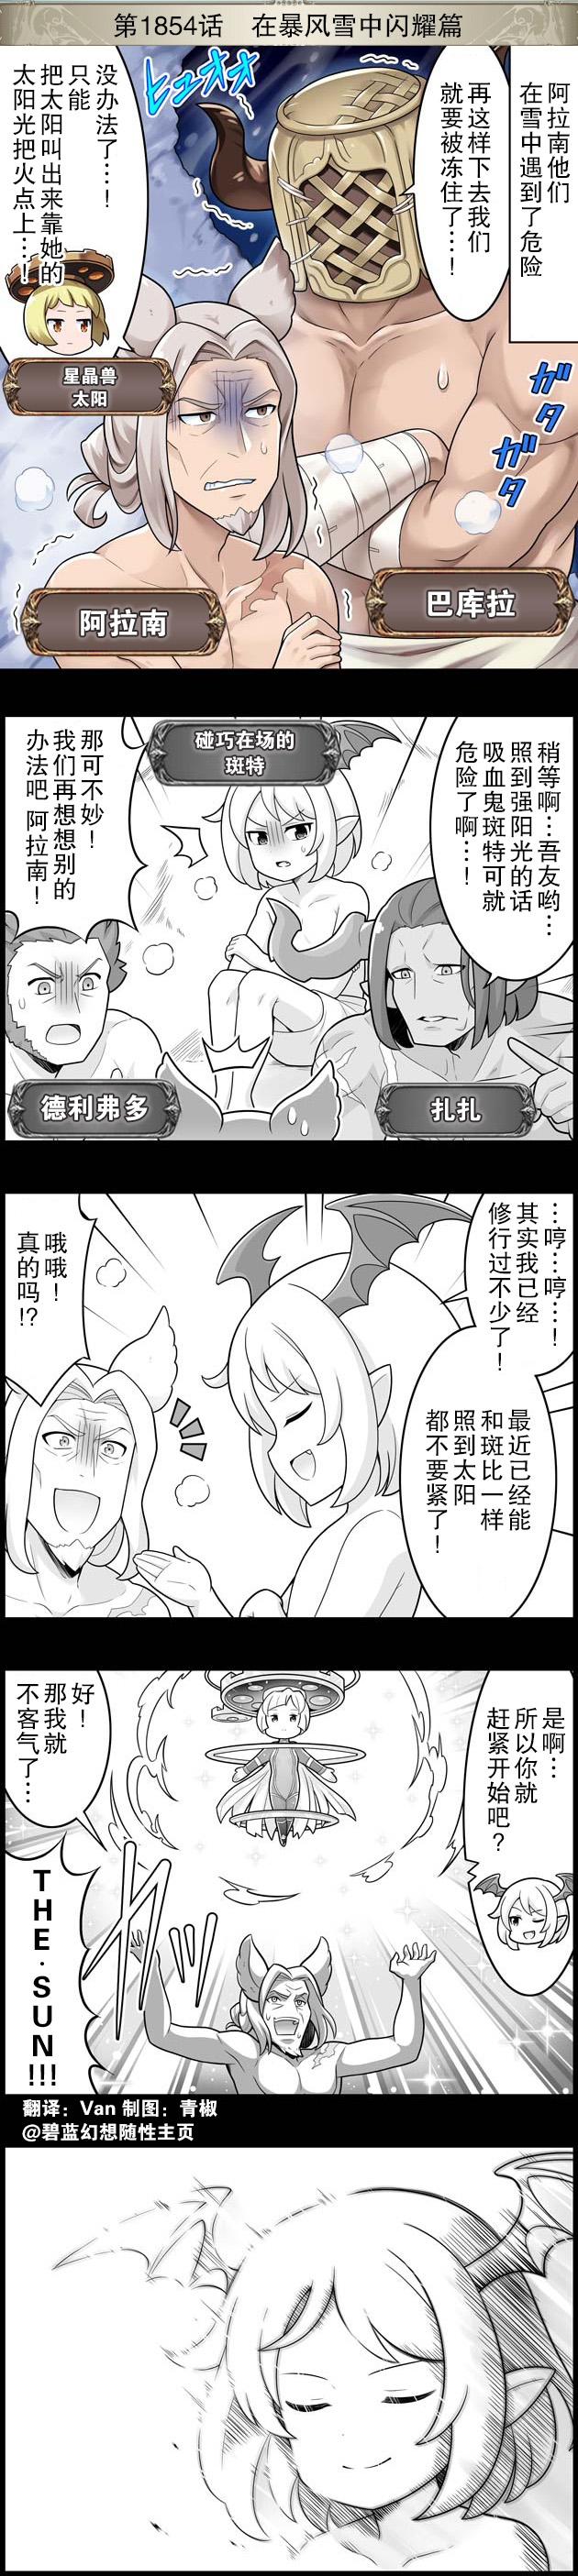 第1854话　在暴风雪中闪耀篇
阿拉南他们
在雪中遇到了危险
再这样下去我们
就要被冻住了…！
ヒュオオ
没办法了…！
只能
把太阳叫出来靠她的
太阳光把火点上…！
星晶兽
太阳
ガタ
ガタ
阿拉南
巴库拉
稍等啊…吾友哟…
照到强阳光的话
吸血鬼斑特可就
危险了啊…！
碰巧在场的
斑特
那可不妙！
我们再想想别的
办法吧 阿拉南！
德利弗多
扎扎
…哼…哼…！
其实我已经
修行过不少了！
最近已经能
和斑比一样
照到太阳
都不要紧了！
哦哦！
真的吗!?
是啊…
所以你就
赶紧开始吧？
好！
那我就
不客气了…
カッ
THE·SUN!!!
翻译：Van 制图：青椒
@碧蓝幻想随性主页